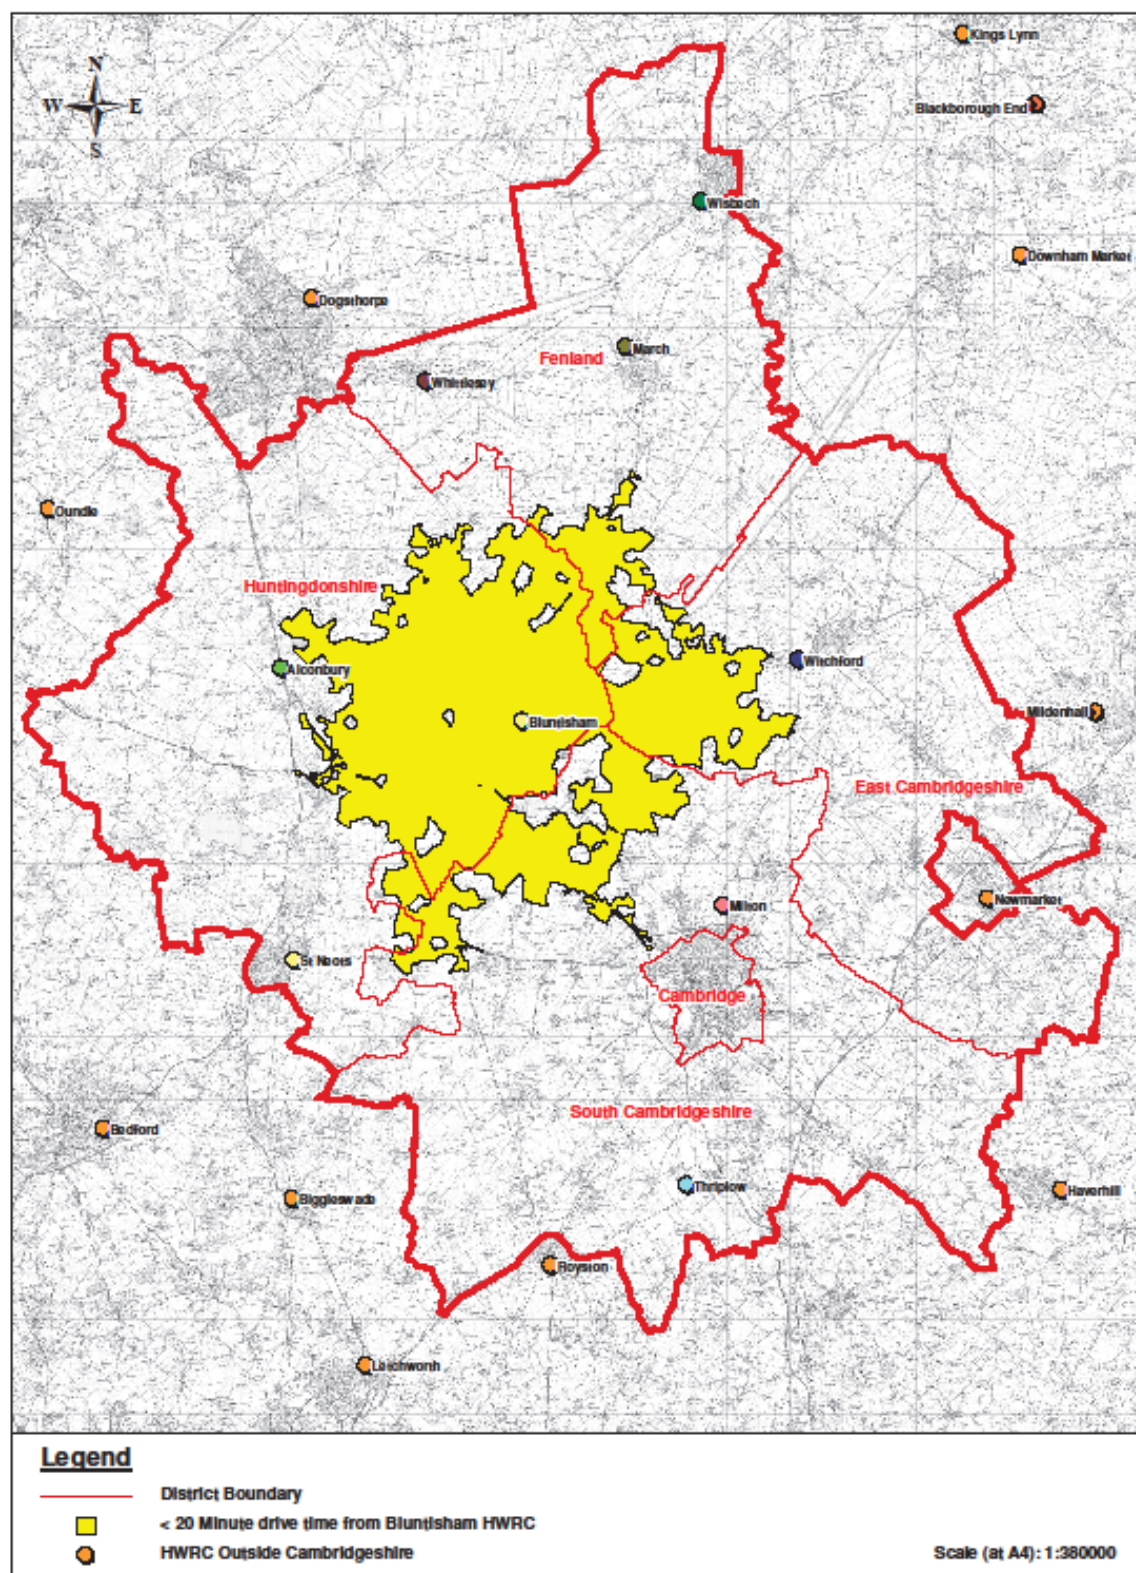 Kings Lynn
N
W E
S
Blackborough End
Wisbech
Downham Market
Dogsthorpe
March
Fenland
Whittlesey
Oundle
Huntingdonshire
Witchford
Alconbury
Mildenhall
Bluntisham
East Cambridgeshire
Newmarket
Milton
St Neots
Cambridge
South Cambridgeshire
Bedford
Thriplow
Haverhill
Biggleswade
Royston
Letchworth
Legend
District Boundary
< 20 Minute drive time from Bluntisham HWRC
HWRC Outside Cambridgeshire
Scale (at A4): 1:380000